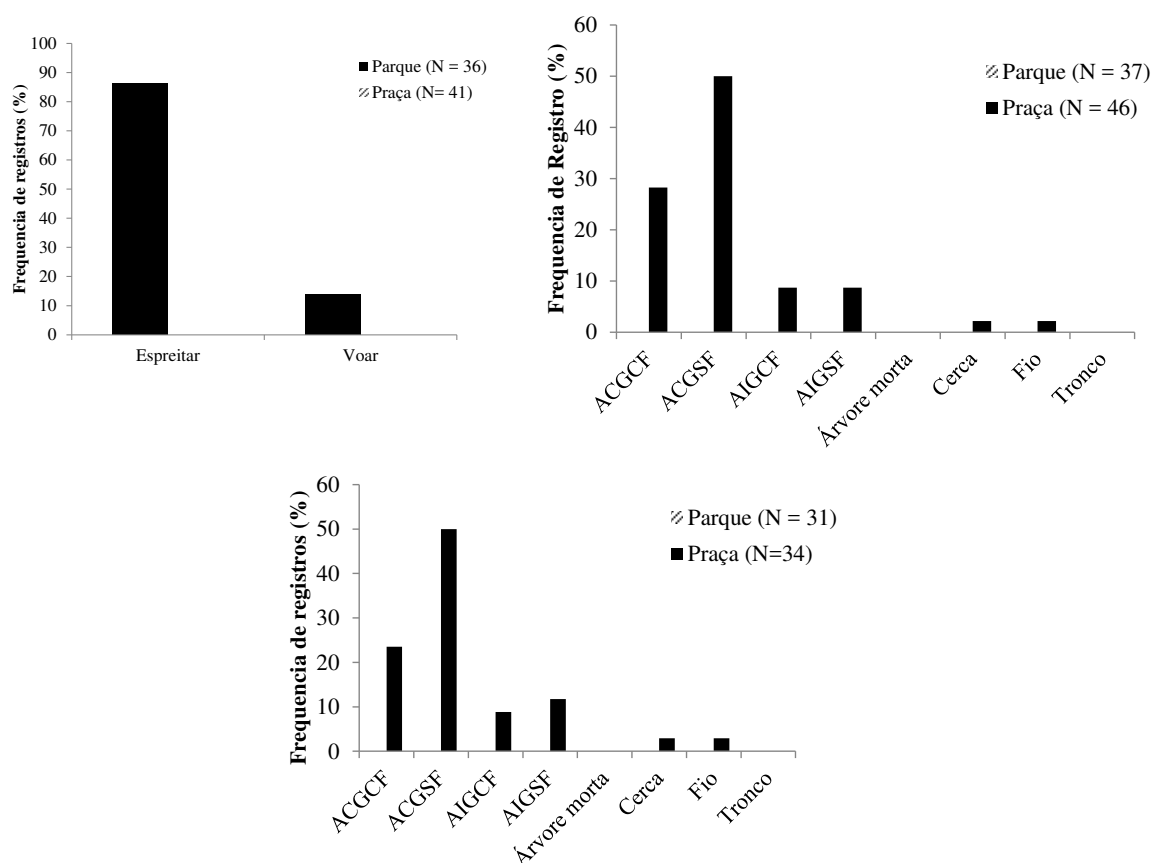 Frequencia de registros (%)
100
90
80
70
60
50
40
30
20
10
0
Espreitar
Voar
Parque (N = 36)
Praça (N= 41)
Frequencia de Registro (%)
60
50
40
30
20
10
0
ACGCF
ACGSF
AIGCF
AIGSF
Árvore morta
Cerca
Fio
Tronco
Parque (N = 37)
Praça (N = 46)
Frequencia de registros (%)
60
50
40
30
20
10
0
ACGCF
ACGSF
AIGCF
AIGSF
Árvore morta
Cerca
Fio
Tronco
Parque (N = 31)
Praça (N=34)